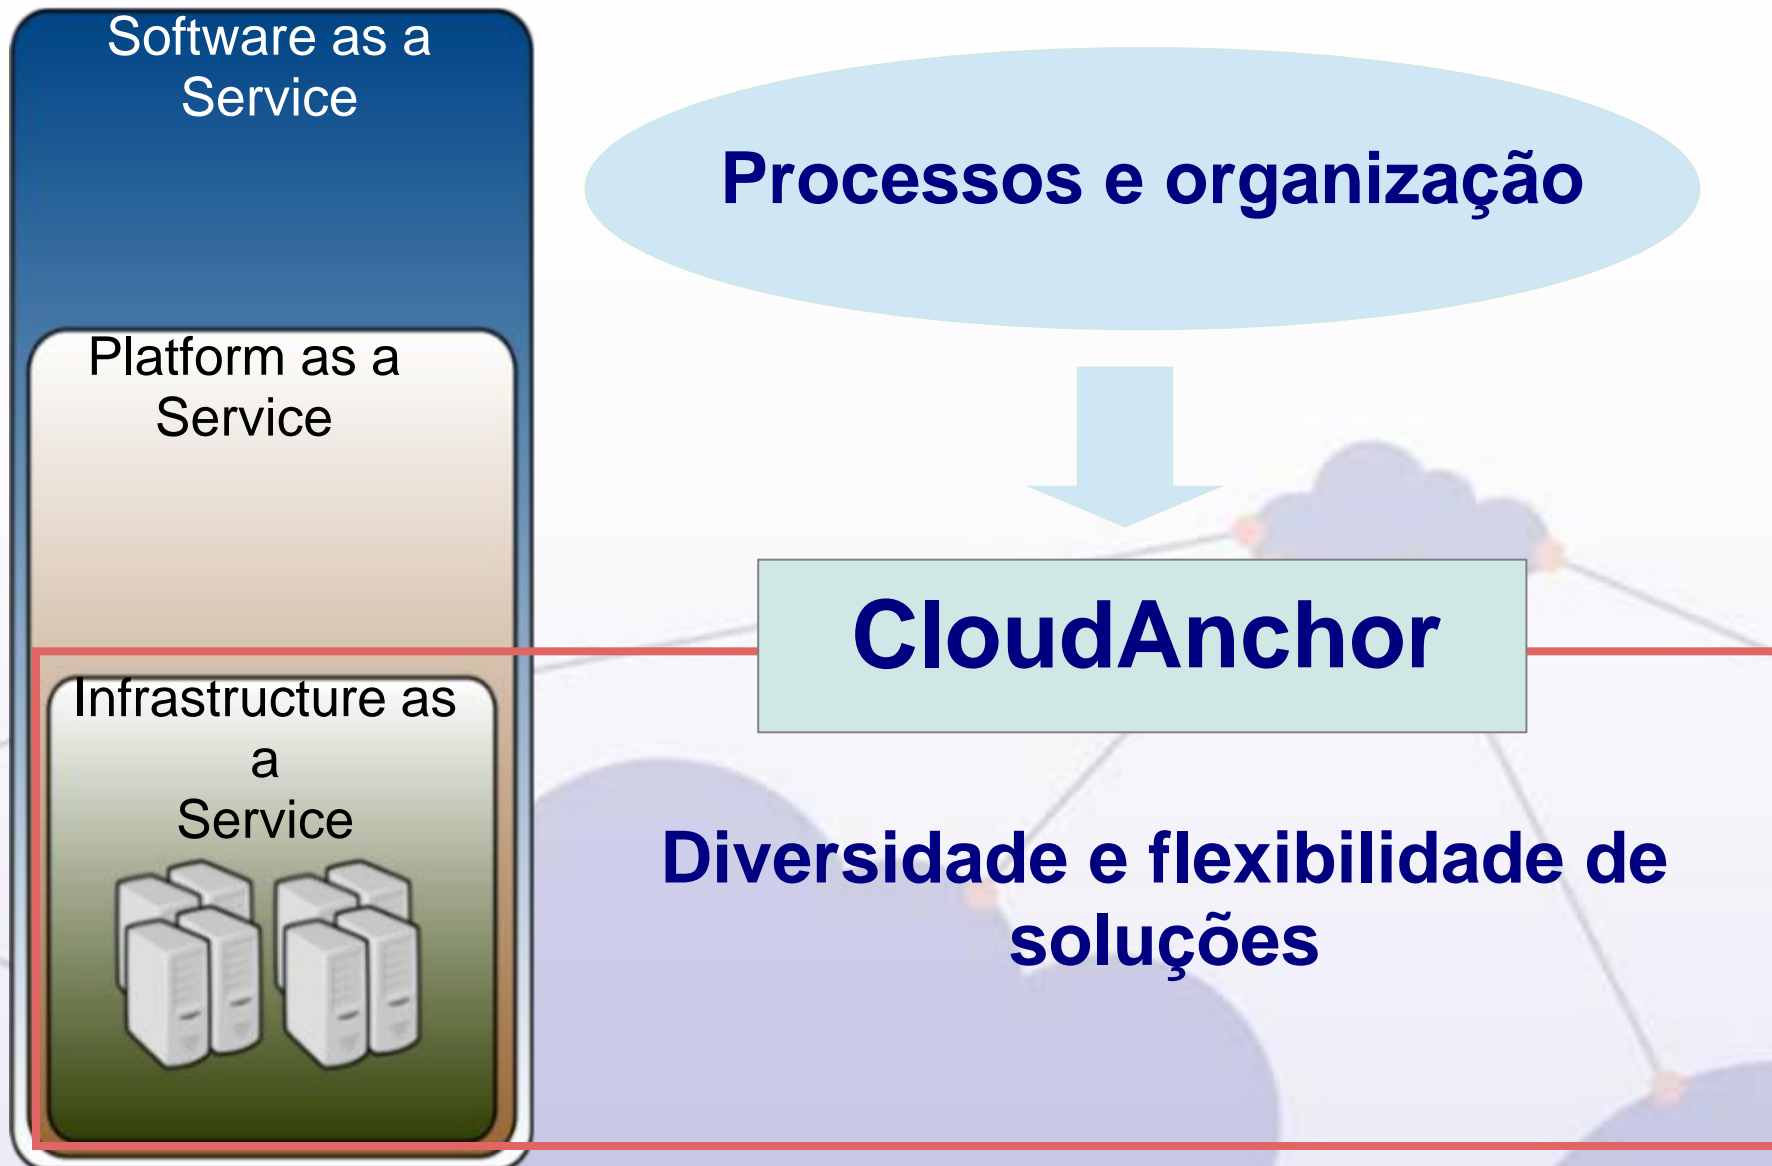 Software as a
Service
Processos e organização
Platform as a
Service
CloudAnchor
Infrastructure as
a
Service
Diversidade e flexibilidade de
soluções